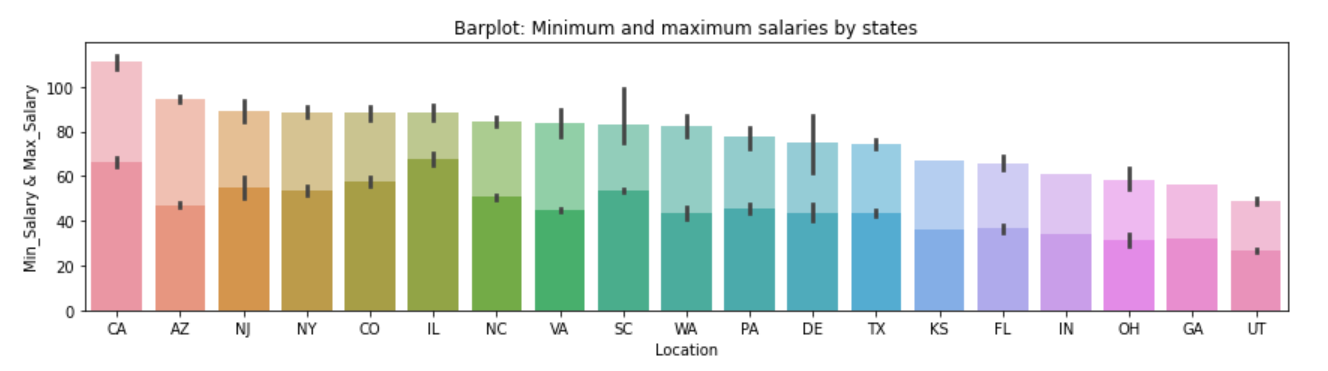 Barplot: Minimum and maximum salaries by states
Min_Salary & Max_Salary
100
80
60
40
20
0
CA AZ NJ NY CO IL NC VA SC WA PA DE TX KS FL IN OH GA UT
Location